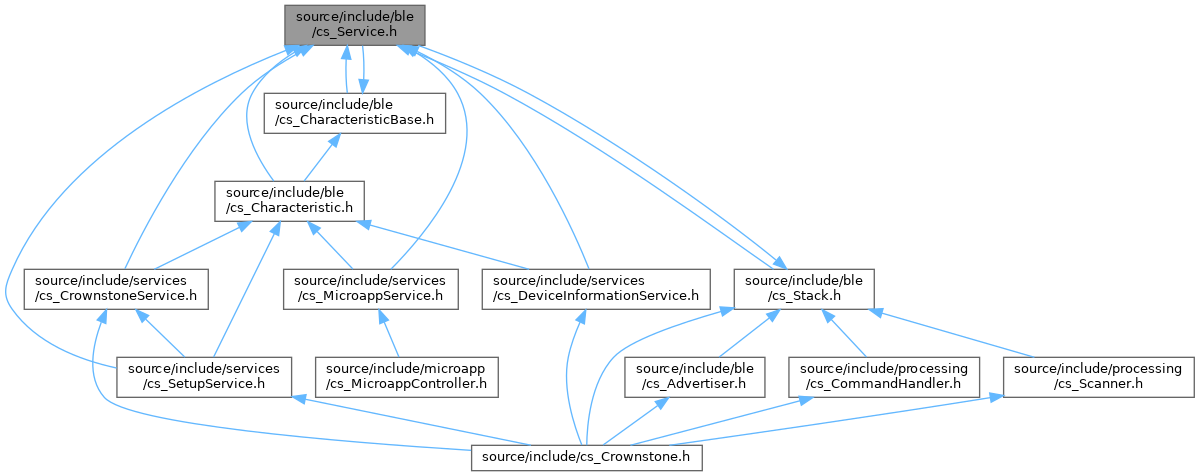 source/include/ble
/cs_Service.h
source/include/ble
/cs_CharacteristicBase.h
source/include/ble
/cs_Characteristic.h
source/include/services
/cs_CrownstoneService.h
source/include/services
/cs_MicroappService.h
source/include/services
/cs_DeviceInformationService.h
source/include/ble
/cs_Stack.h
source/include/services
/cs_SetupService.h
source/include/microapp
/cs_MicroappController.h
source/include/ble
/cs_Advertiser.h
source/include/processing
/cs_CommandHandler.h
source/include/processing
/cs_Scanner.h
source/include/cs_Crownstone.h